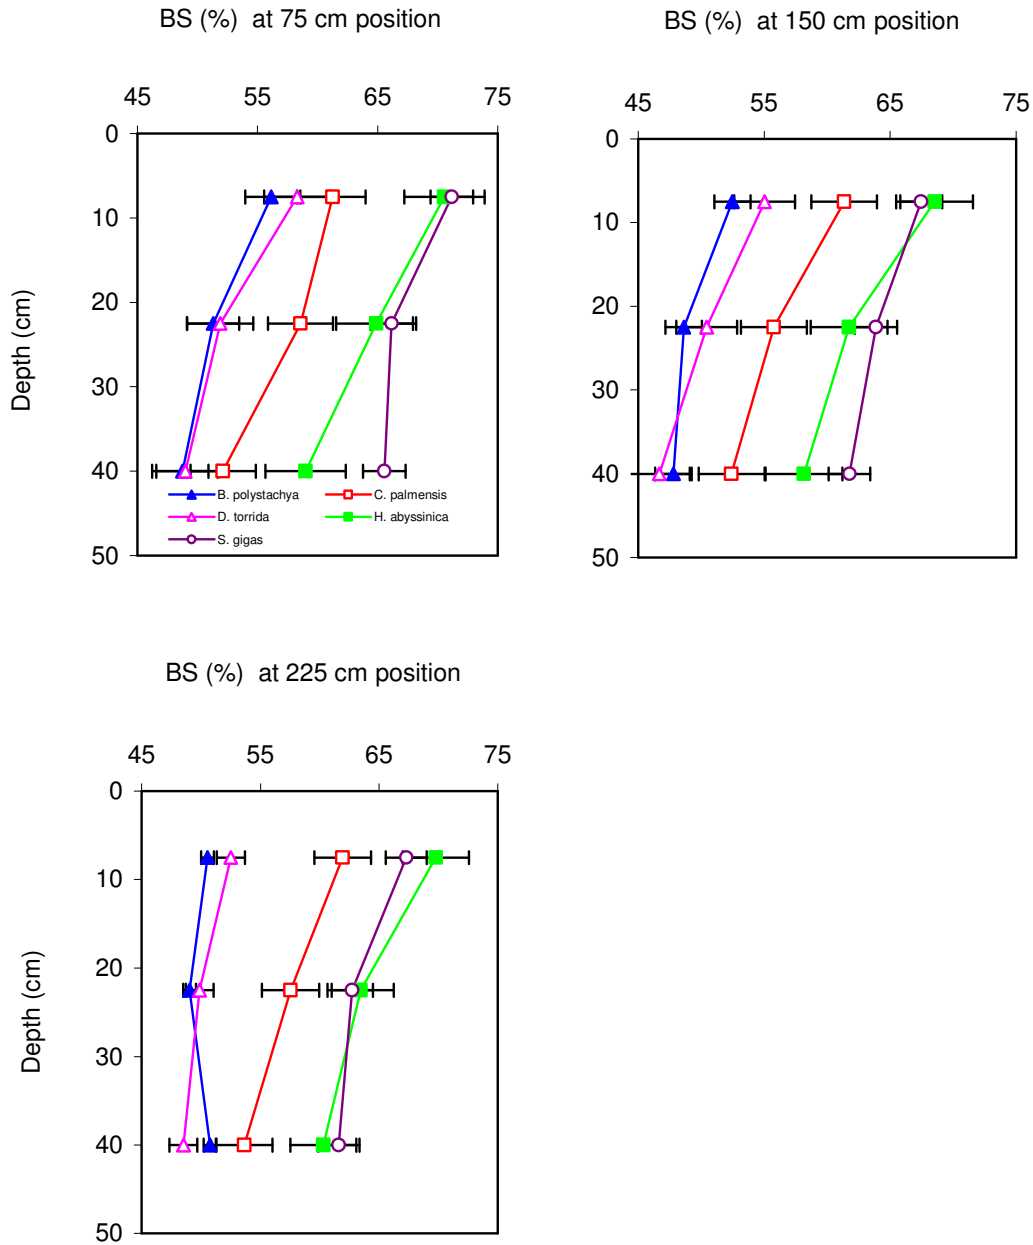 BS (%)  at 75 cm position
45 55 65 75
0
10
20
30
40
50
Depth (cm)
B. polystachya C. palmensis
D. torrida H. abyssinica
S. gigas
BS (%)  at 150 cm position
45 55 65 75
0
10
20
30
40
50
BS (%)  at 225 cm position
45 55 65 75
0
10
20
30
40
50
Depth (cm)